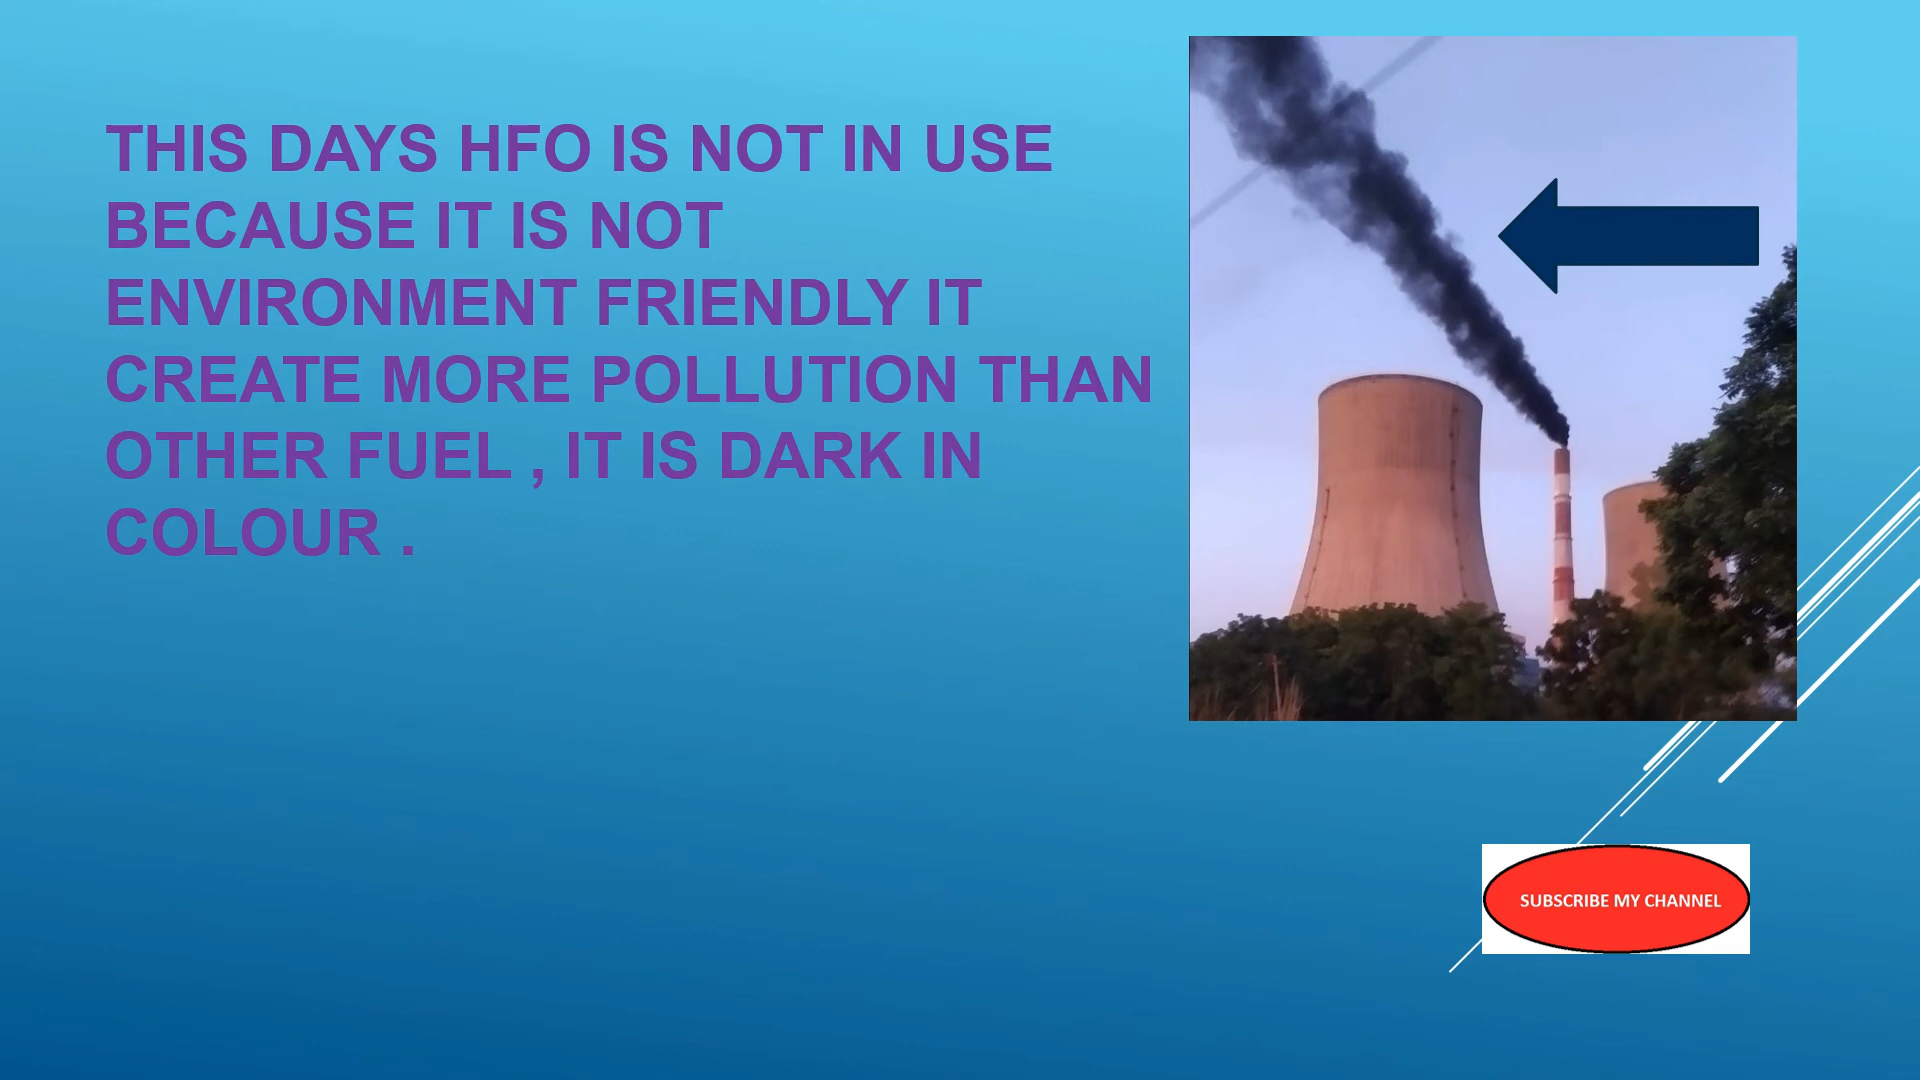 THIS DAYS HFO IS NOT IN USE
BECAUSE IT IS NOT
ENVIRONMENT FRIENDLY IT
CREATE MORE POLLUTION THAN
OTHER FUEL , IT IS DARK IN
COLOUR .
SUBSCRIBE MY CHANNEL